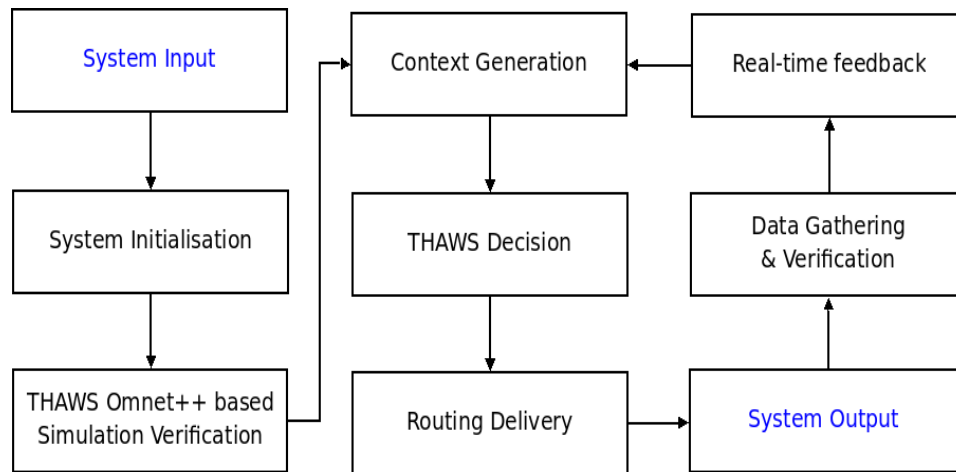 System Input
System Initialisation
THAWS Omnet++ based
Simulation Verification
Context Generation
THAWS Decision
Routing Delivery
Real-time feedback
Data Gathering
& Verification
System Output